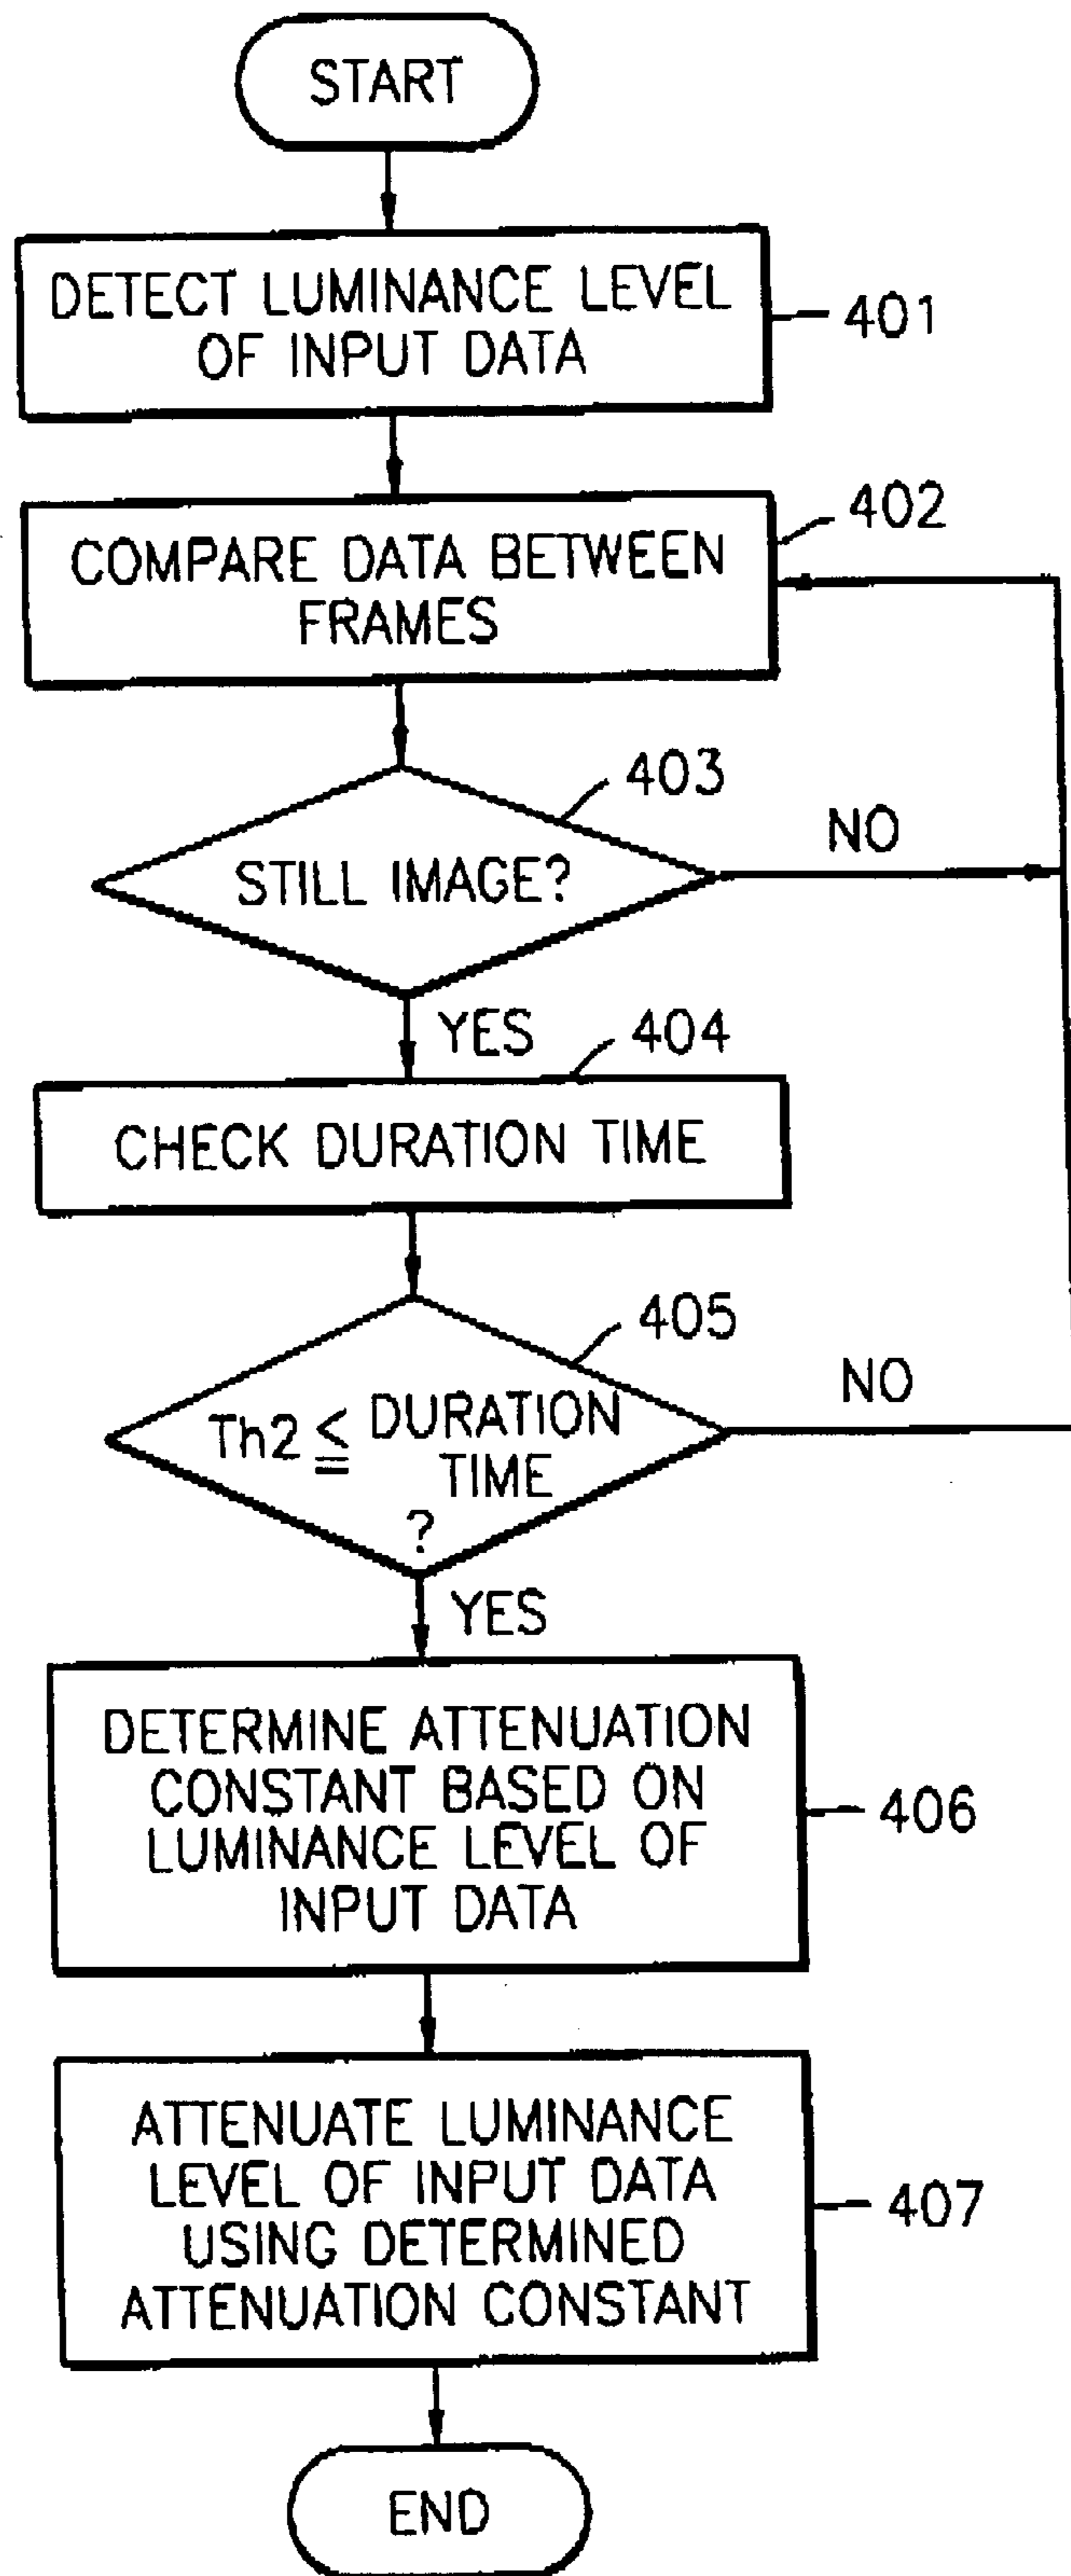 START
DETECT LUMINANCE LEVEL
OF INPUT DATA
401
COMPARE DATA BETWEEN
FRAMES
402
STILL IMAGE?
403
NO
YES
404
CHECK DURATION TIME
405
Th2 ≦ DURATION
TIME
?
NO
YES
DETERMINE ATTENUATION
CONSTANT BASED ON
LUMINANCE LEVEL OF
INPUT DATA
406
ATTENUATE LUMINANCE
LEVEL OF INPUT DATA
USING DETERMINED
ATTENUATION CONSTANT
407
END